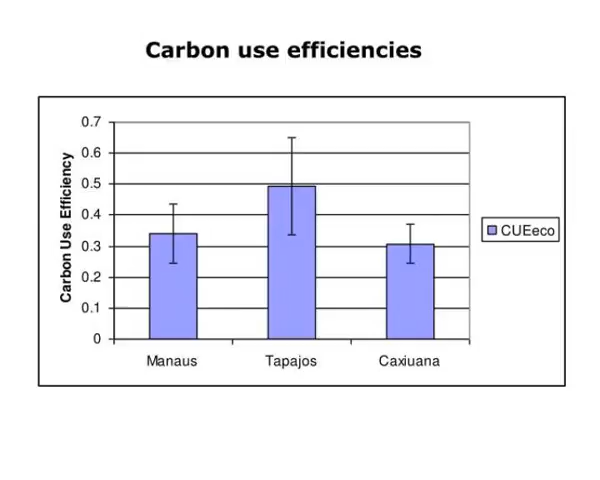 Carbon use efficiencies
Carbon Use Efficiency
0.7
0.6
0.5
0.4
0.3
0.2
0.1
0
Manaus Tapajos Caxiuana
CUEeco